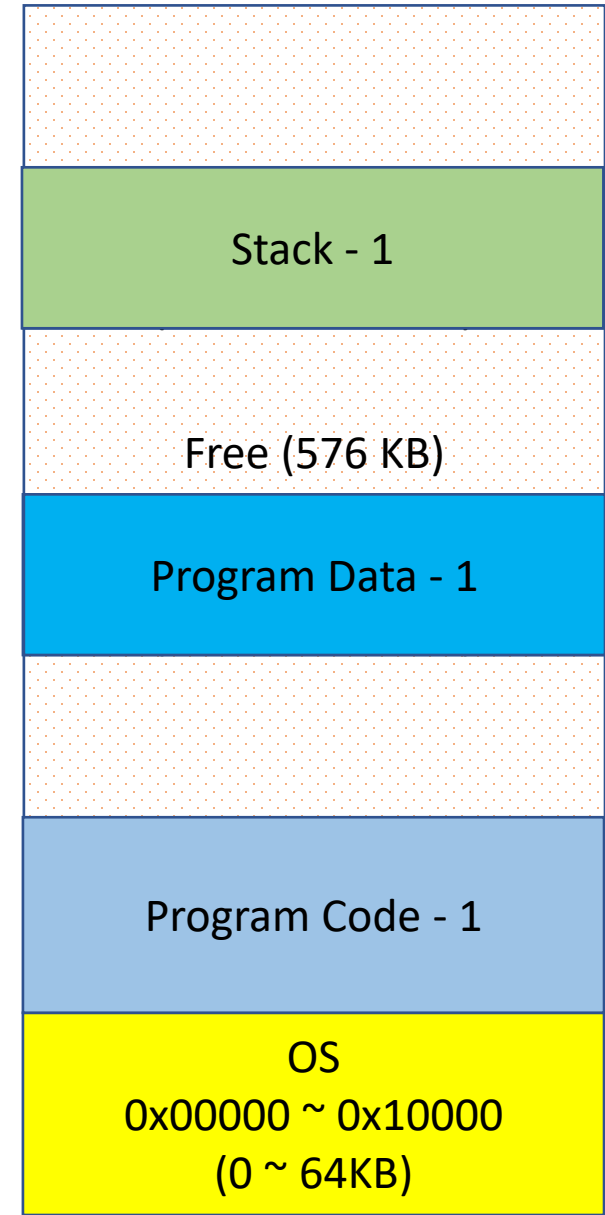 Stack - 1
Free (576 KB)
Program Data - 1
Program Code - 1
OS
0x00000 ~ 0x10000
(0 ~ 64KB)